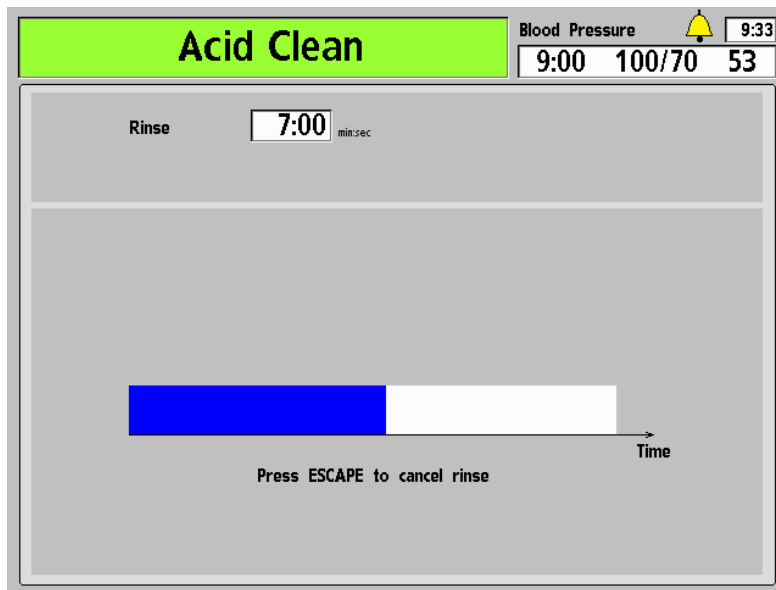 Acid Clean
Blood Pressure 9:33
9:00 100/70 53
Rinse 7:00 min:sec
Time
Press ESCAPE to cancel rinse